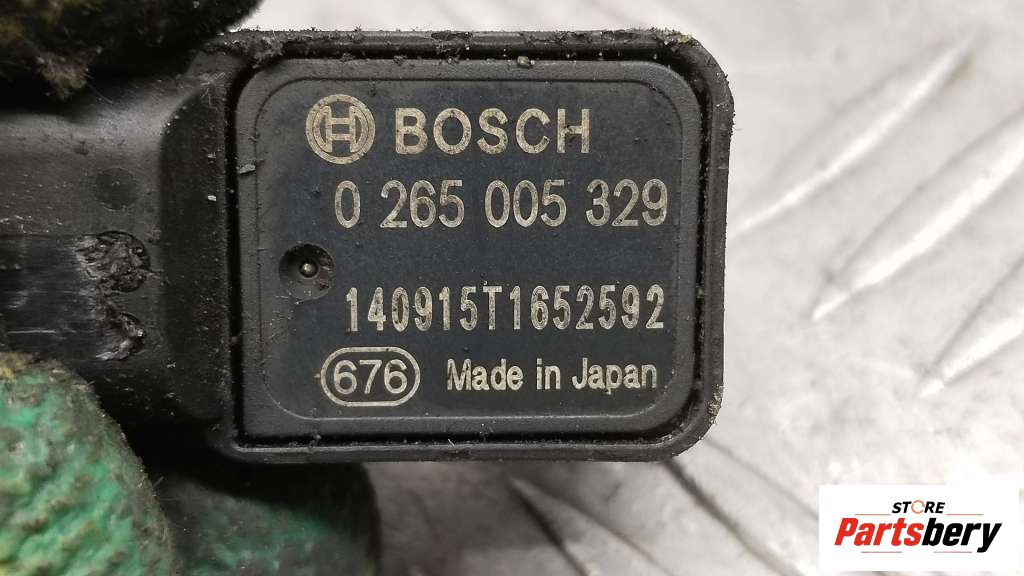 BOSCH
0 265 005 329
140915T1652592
676 Made in Japan
STORE
Partsbery